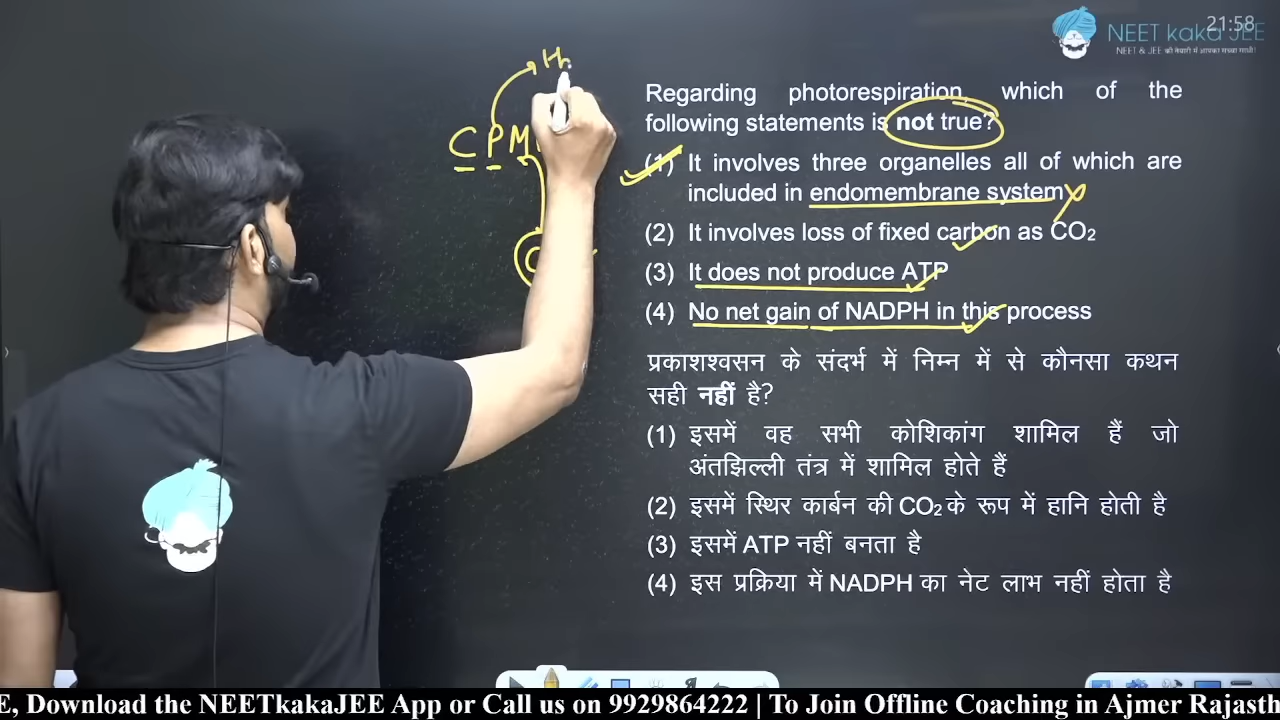 21:58
NEET kaka JEE
NEET & JEE की तैयारी में आपका सच्चा साथी!
C P M
Regarding photorespiration, which of the
following statements is not true?
(1) It involves three organelles all of which are
included in endomembrane system
(2) It involves loss of fixed carbon as CO₂
(3) It does not produce ATP
(4) No net gain of NADPH in this process
प्रकाशश्वसन के संदर्भ में निम्न में से कौनसा कथन
सही नहीं है?
(1) इसमें वह सभी कोशिकांग शामिल हैं जो
अंतझिल्ली तंत्र में शामिल होते हैं
(2) इसमें स्थिर कार्बन की CO₂ के रूप में हानि होती है
(3) इसमें ATP नहीं बनता है
(4) इस प्रक्रिया में NADPH का नेट लाभ नहीं होता है
E, Download the NEETkakaJEE App or Call us on 9929864222 | To Join Offline Coaching in Ajmer Rajasth